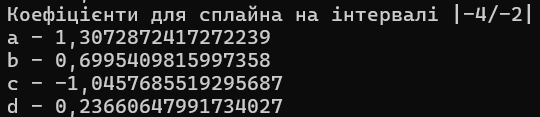 Коефіцієнти для сплайна на інтервалі |-4/-2|
a - 1,3072872417272239
b - 0,6995409815997358
c - -1,0457685519295687
d - 0,23660647991734027